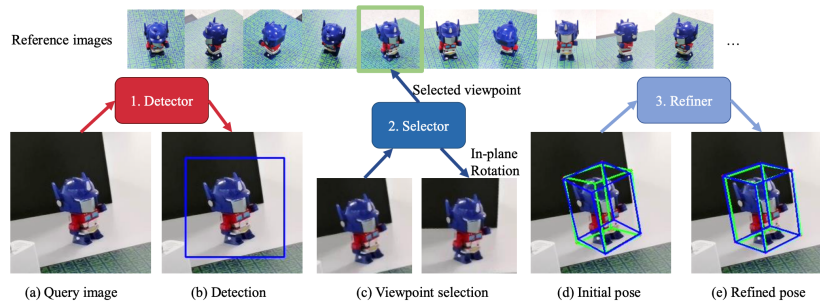 Reference images
...
1. Detector
Selected viewpoint
2. Selector
3. Refiner
In-plane
Rotation
(a) Query image
(b) Detection
(c) Viewpoint selection
(d) Initial pose
(e) Refined pose